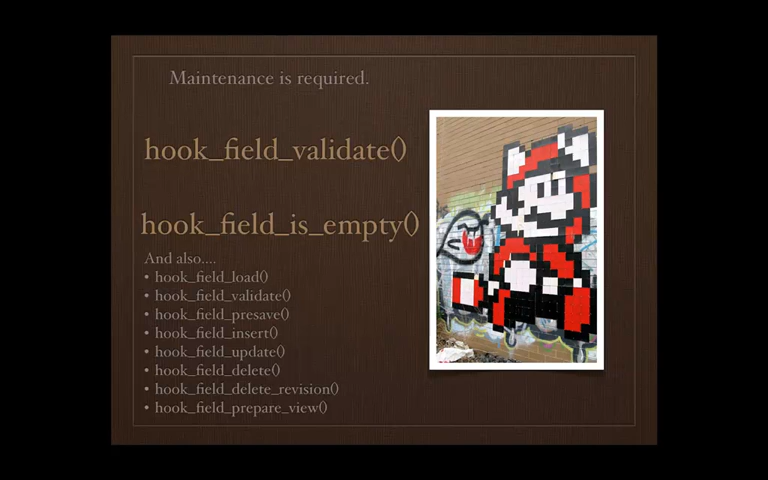 Maintenance is required.
hook_field_validate()
hook_field_is_empty()
And also....
• hook_field_load()
• hook_field_validate()
• hook_field_presave()
• hook_field_insert()
• hook_field_update()
• hook_field_delete()
• hook_field_delete_revision()
• hook_field_prepare_view()